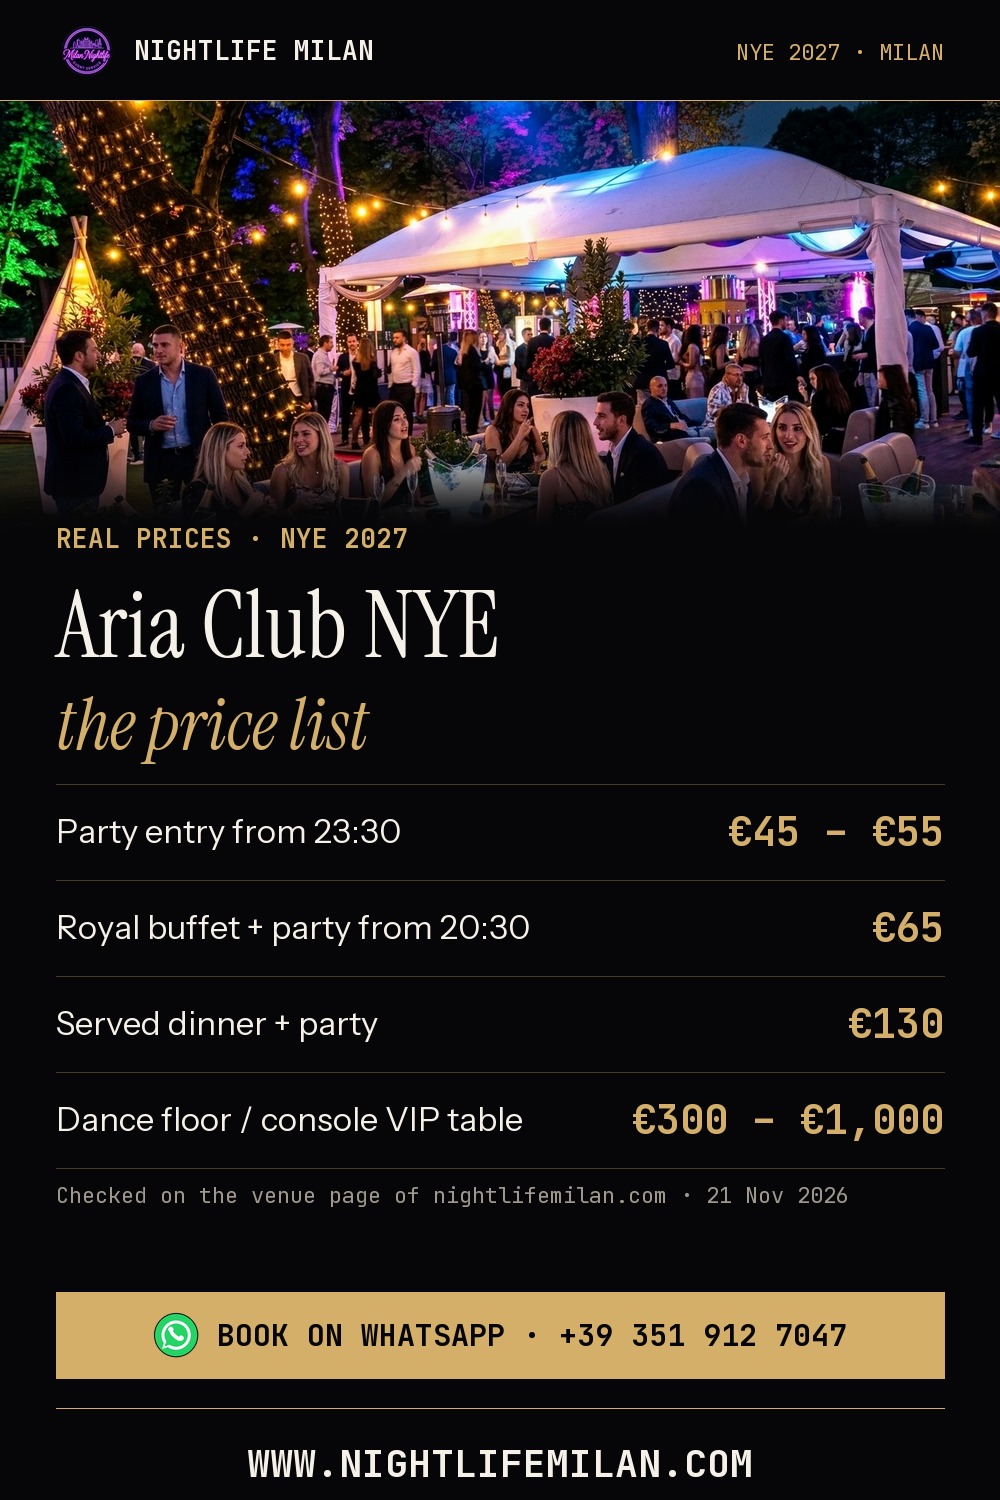 Milan Nightlife
NIGHTLIFE MILAN
NYE 2027 · MILAN
REAL PRICES · NYE 2027
Aria Club NYE
the price list
Party entry from 23:30 €45 – €55
Royal buffet + party from 20:30 €65
Served dinner + party €130
Dance floor / console VIP table €300 – €1,000
Checked on the venue page of nightlifemilan.com · 21 Nov 2026
BOOK ON WHATSAPP · +39 351 912 7047
WWW.NIGHTLIFEMILAN.COM